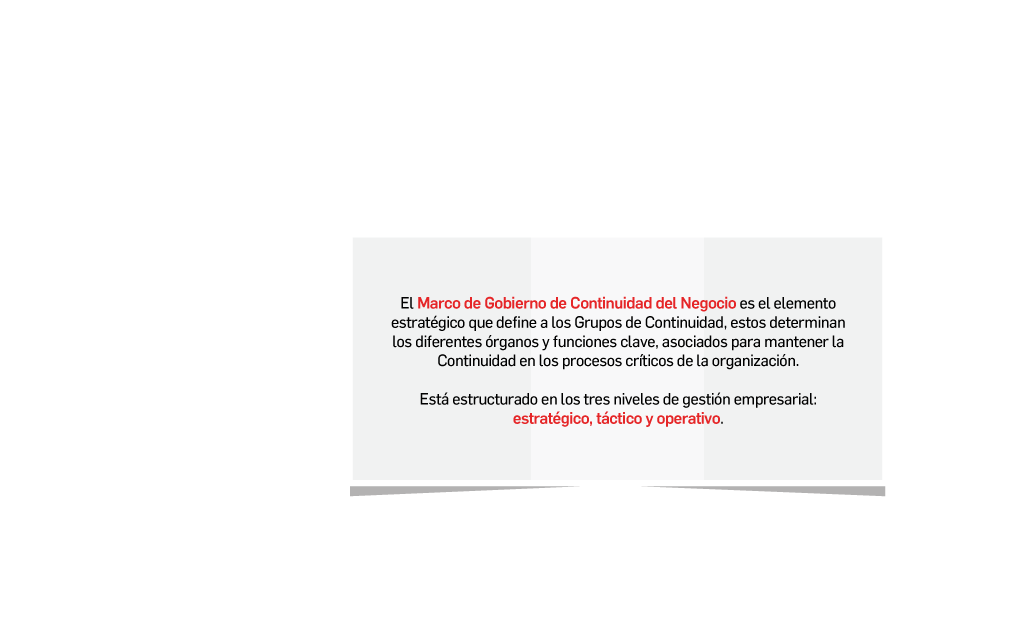 El Marco de Gobierno de Continuidad del Negocio es el elemento
estratégico que define a los Grupos de Continuidad, estos determinan
los diferentes órganos y funciones clave, asociados para mantener la
Continuidad en los procesos críticos de la organización.
Está estructurado en los tres niveles de gestión empresarial:
estratégico, táctico y operativo.